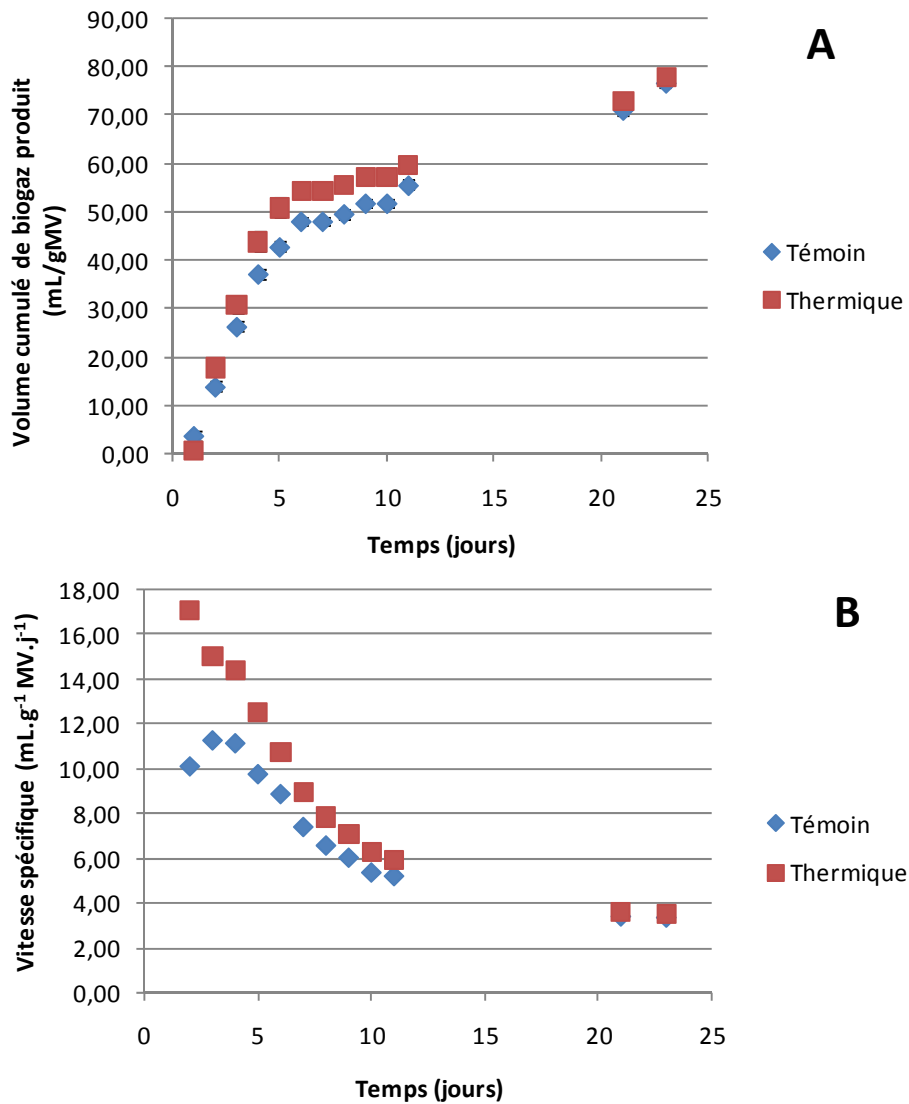 A
90,00
80,00
70,00
60,00
50,00
40,00
30,00
20,00
10,00
0,00
Volume cumulé de biogaz produit
(mL/gMV)
Témoin
Thermique
0 5 10 15 20 25
Temps (jours)
B
18,00
16,00
14,00
12,00
10,00
8,00
6,00
4,00
2,00
0,00
Vitesse spécifique (mL.g⁻¹ MV.j⁻¹)
Témoin
Thermique
0 5 10 15 20 25
Temps (jours)